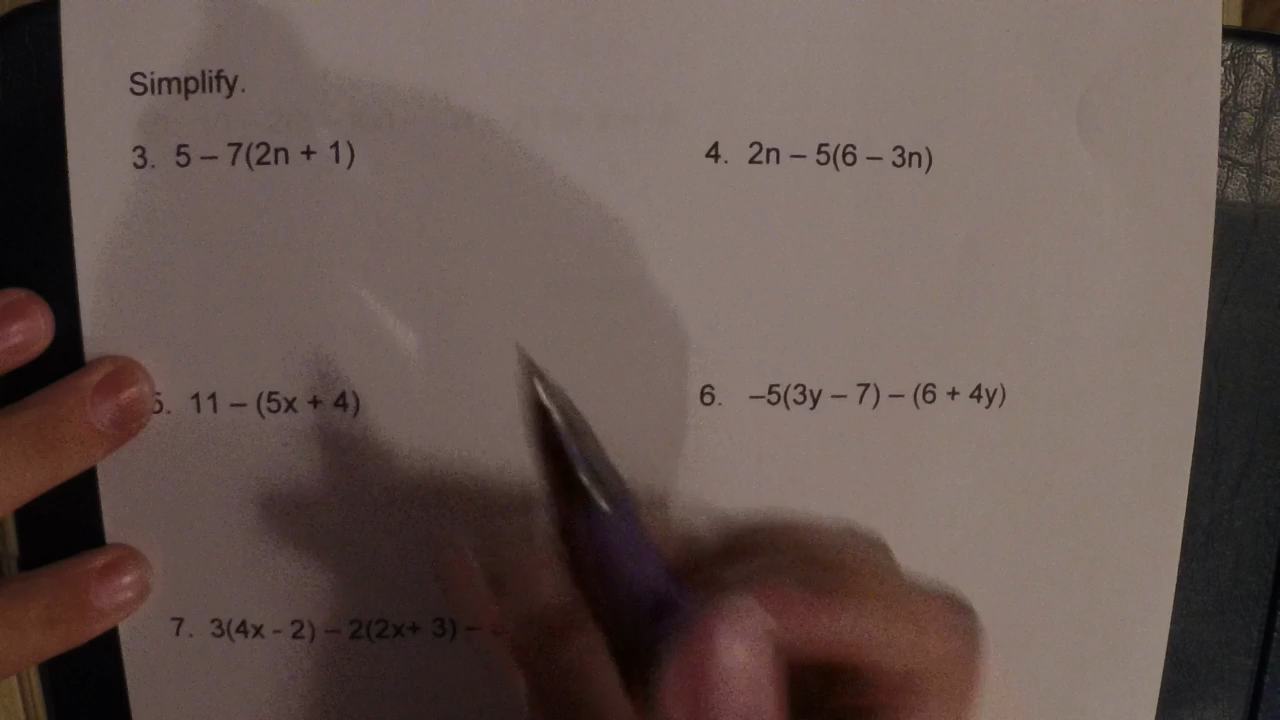 Simplify.
3. 5 – 7(2n + 1)
4. 2n – 5(6 – 3n)
5. 11 – (5x + 4)
6. –5(3y – 7) – (6 + 4y)
7. 3(4x - 2) – 2(2x+ 3) –